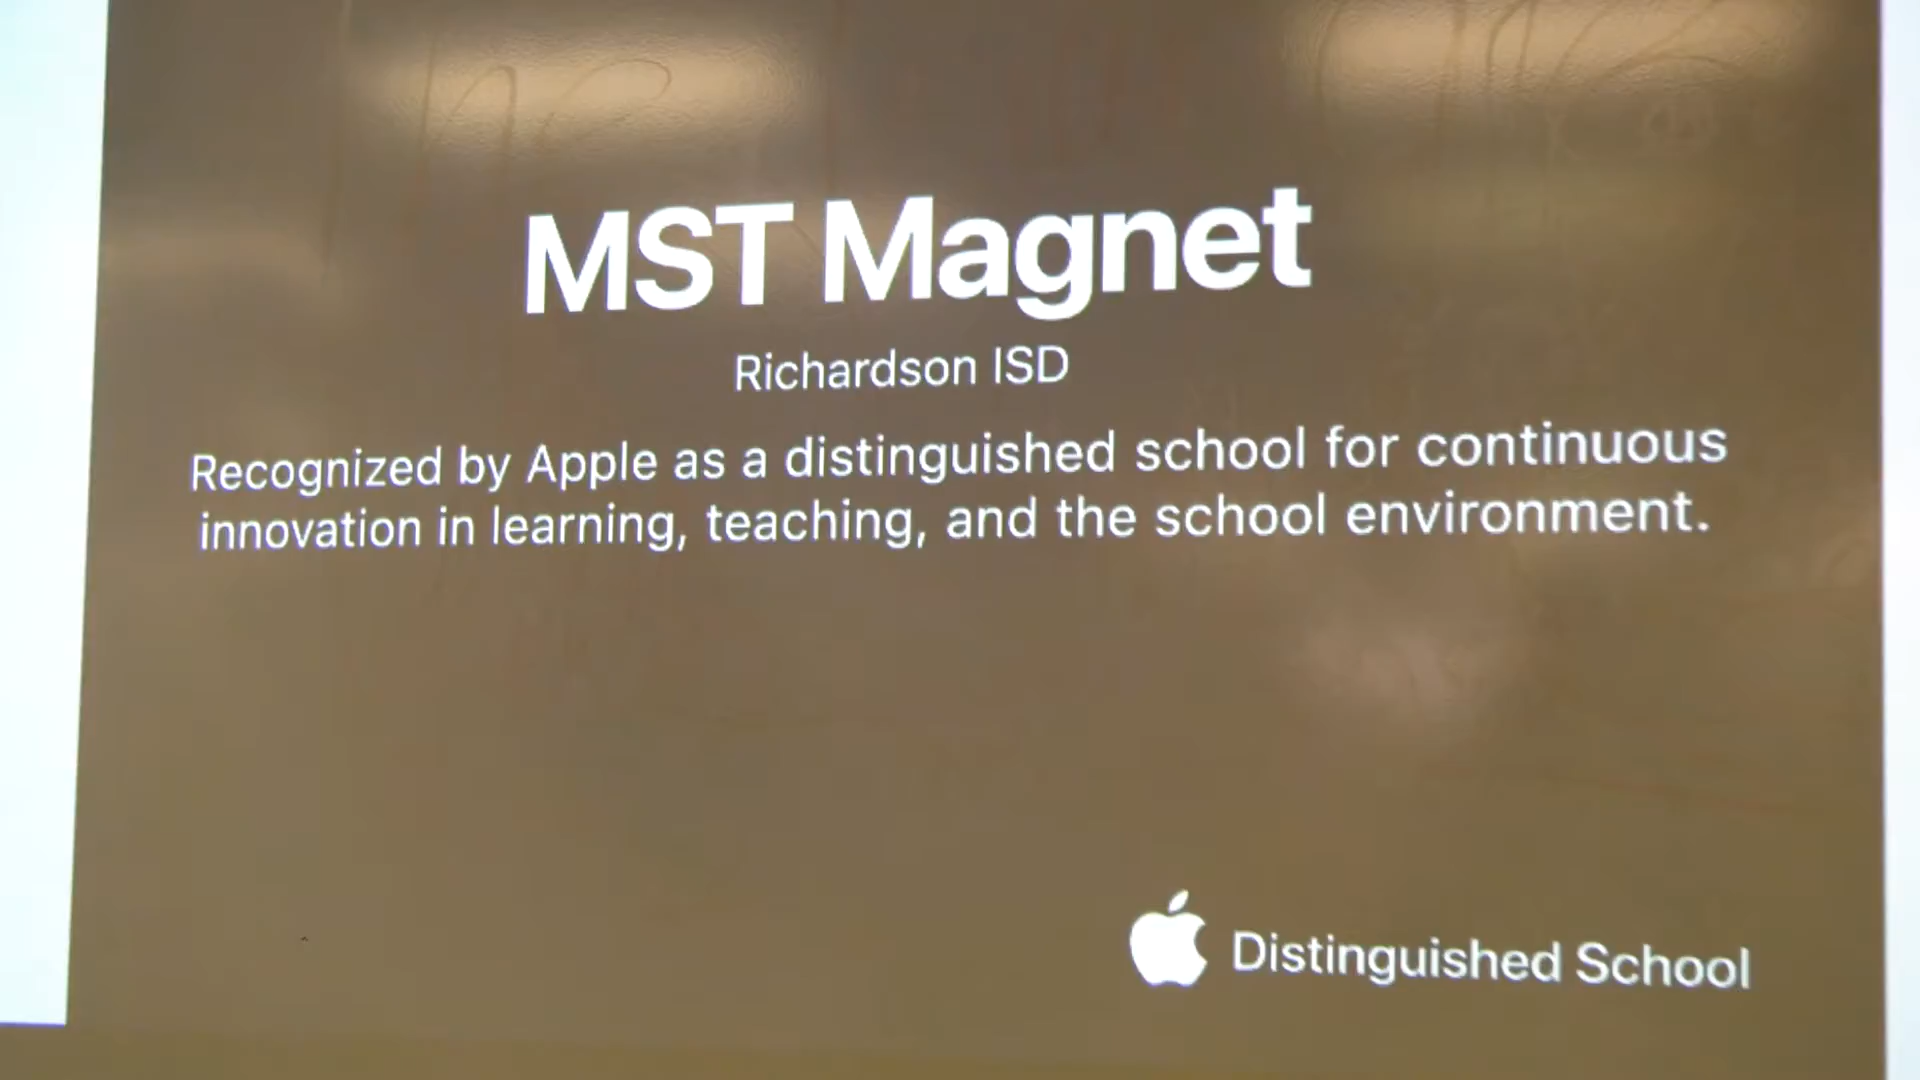 MST Magnet
Richardson ISD
Recognized by Apple as a distinguished school for continuous
innovation in learning, teaching, and the school environment.
Distinguished School